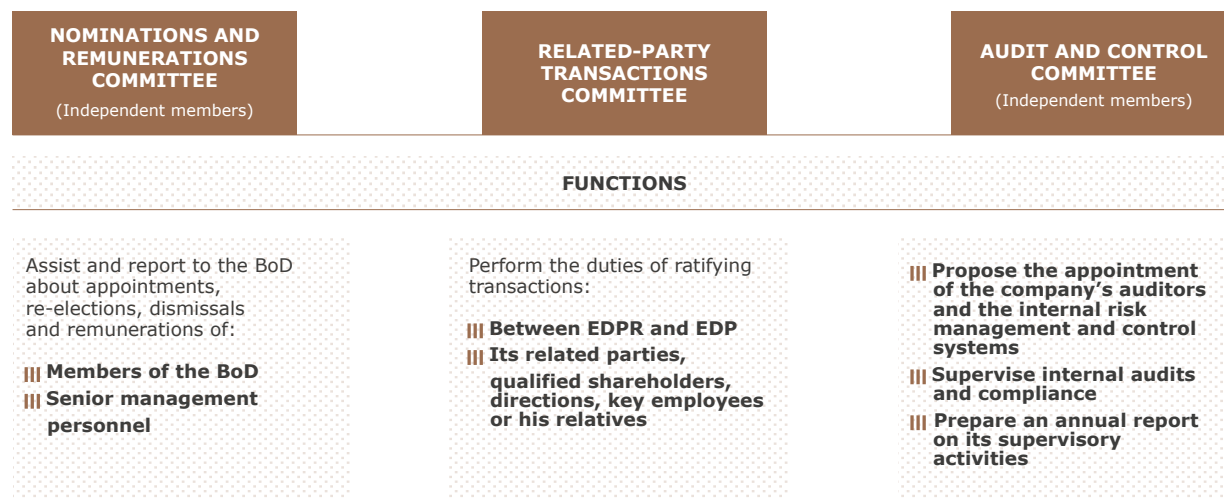 NOMINATIONS AND
REMUNERATIONS
COMMITTEE
(Independent members)
RELATED-PARTY
TRANSACTIONS
COMMITTEE
AUDIT AND CONTROL
COMMITTEE
(Independent members)
FUNCTIONS
Assist and report to the BoD
about appointments,
re-elections, dismissals
and remunerations of:
Members of the BoD
Senior management
personnel
Perform the duties of ratifying
transactions:
Between EDPR and EDP
Its related parties,
qualified shareholders,
directions, key employees
or his relatives
Propose the appointment
of the company’s auditors
and the internal risk
management and control
systems
Supervise internal audits
and compliance
Prepare an annual report
on its supervisory
activities